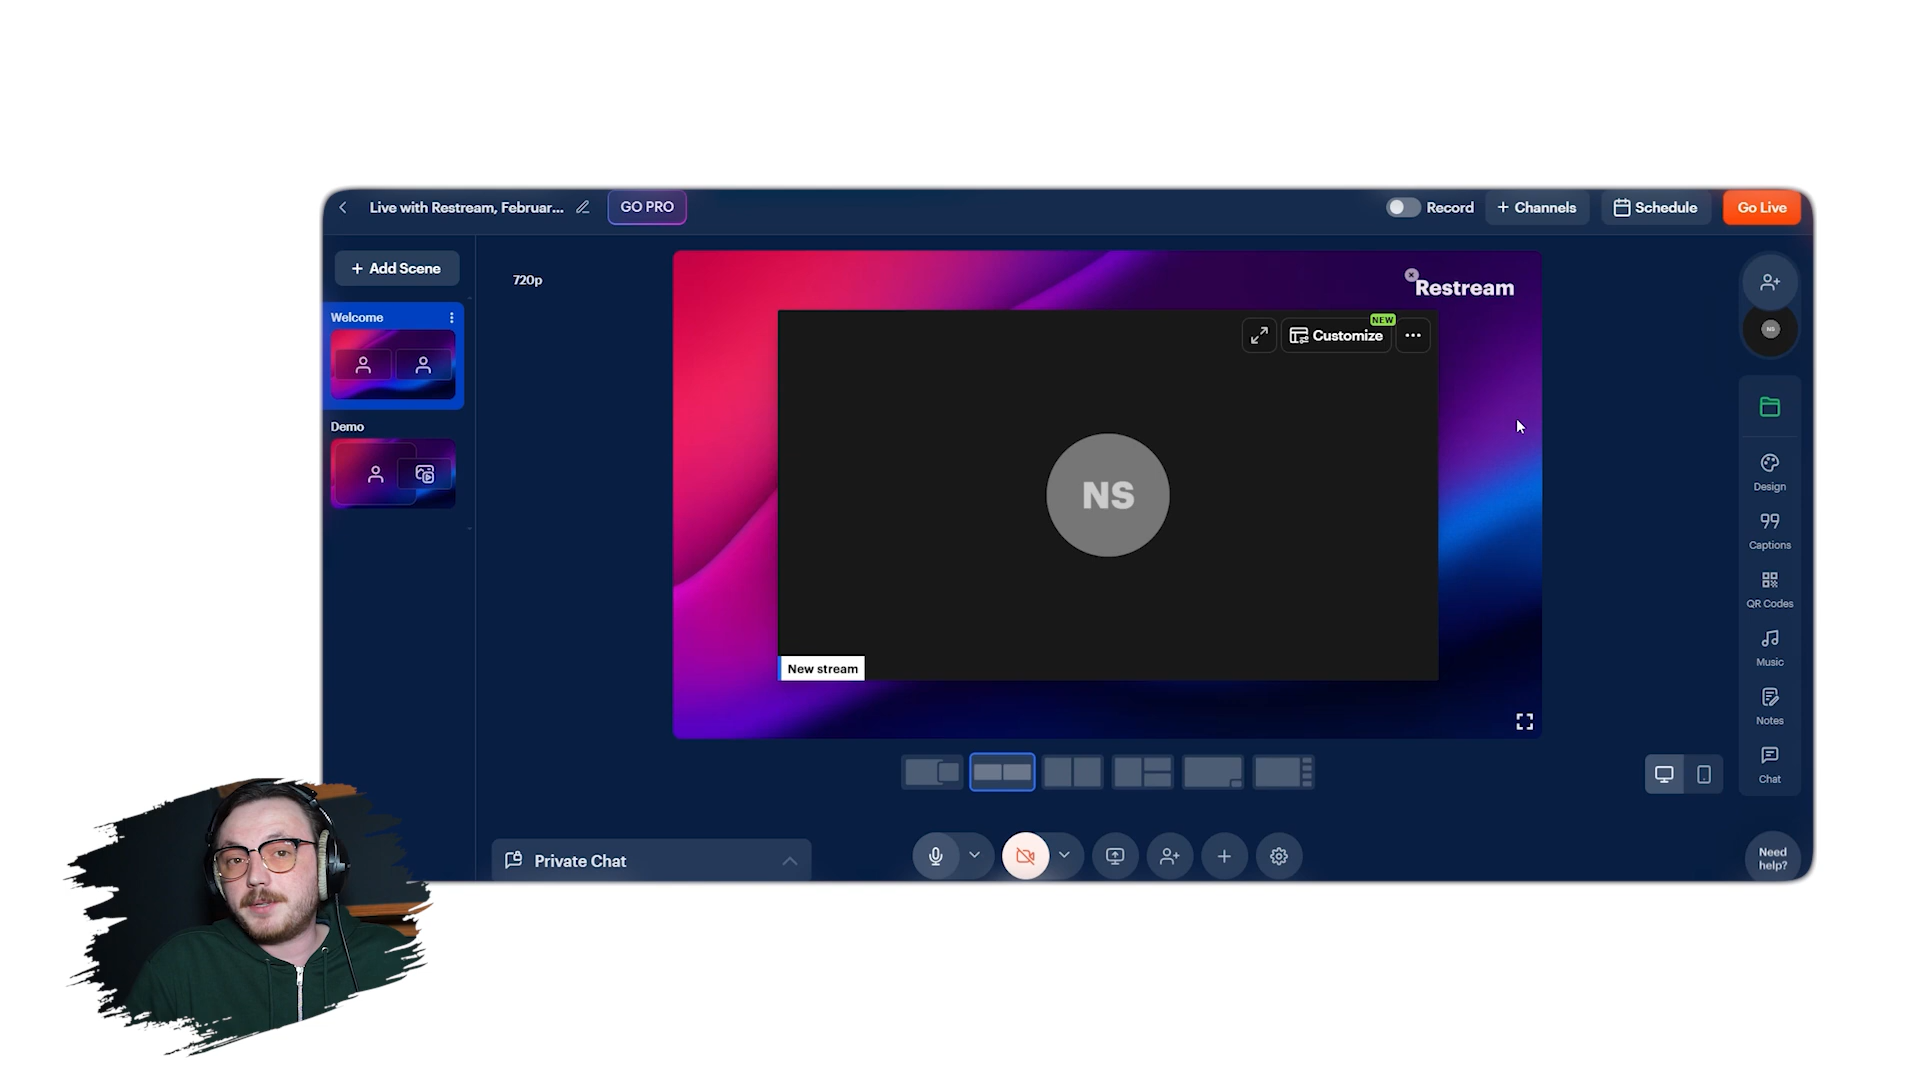 Live with Restream, Februar...
GO PRO
Record
+ Channels
Schedule
Go Live
+ Add Scene
720p
Welcome
Demo
Restream
NEW
Customize
NS
New stream
NS
Design
Captions
QR Codes
Music
Notes
Chat
Private Chat
Need
help?